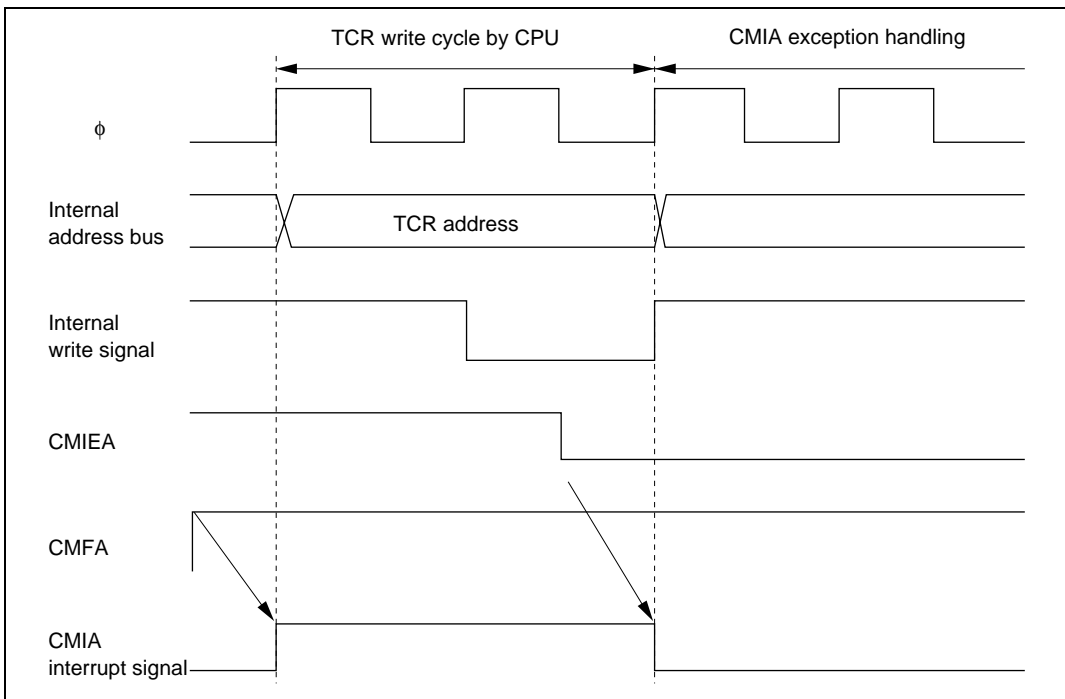 TCR write cycle by CPU
CMIA exception handling
ϕ
Internal
address bus
TCR address
Internal
write signal
CMIEA
CMFA
CMIA
interrupt signal